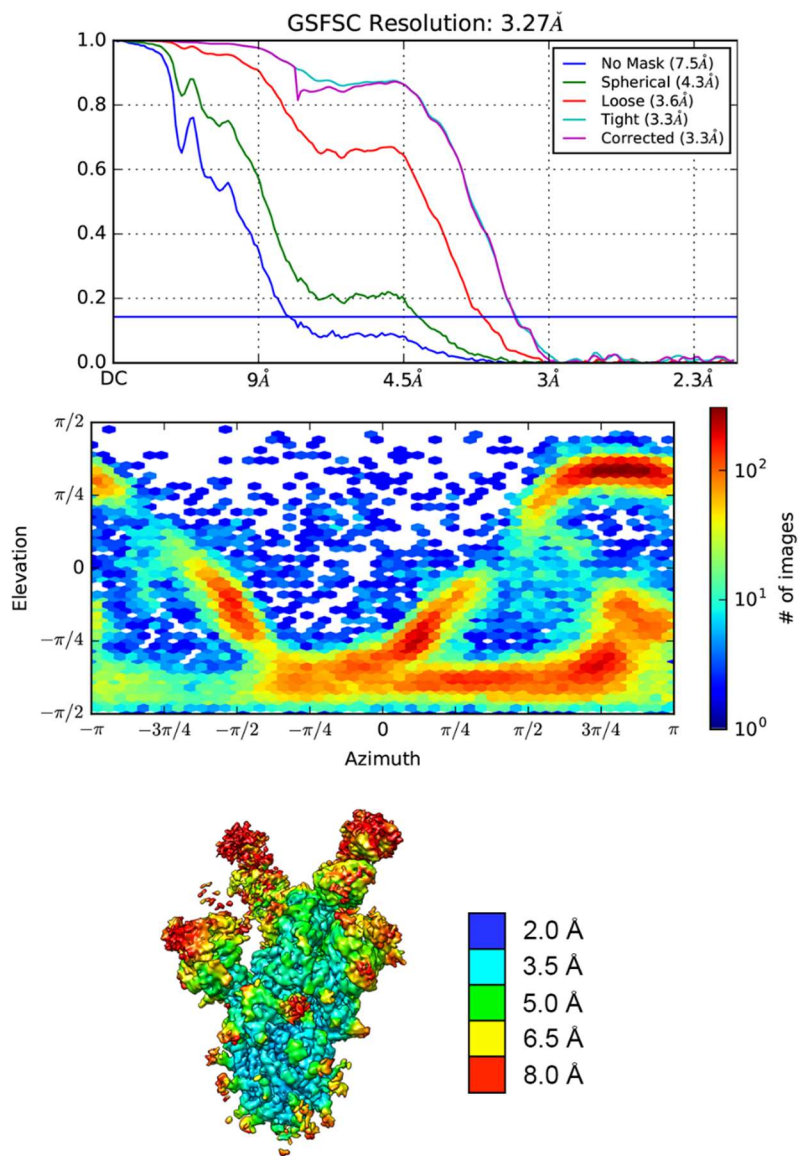 GSFSC Resolution: 3.27Å
1.0
0.8
0.6
0.4
0.2
0.0
No Mask (7.5Å)
Spherical (4.3Å)
Loose (3.6Å)
Tight (3.3Å)
Corrected (3.3Å)
DC 9Å 4.5Å 3Å 2.3Å
π/2
π/4
0
−π/4
−π/2
Elevation
−π −3π/4 −π/2 −π/4 0 π/4 π/2 3π/4 π
Azimuth
10²
10¹
10⁰
# of images
2.0 Å
3.5 Å
5.0 Å
6.5 Å
8.0 Å